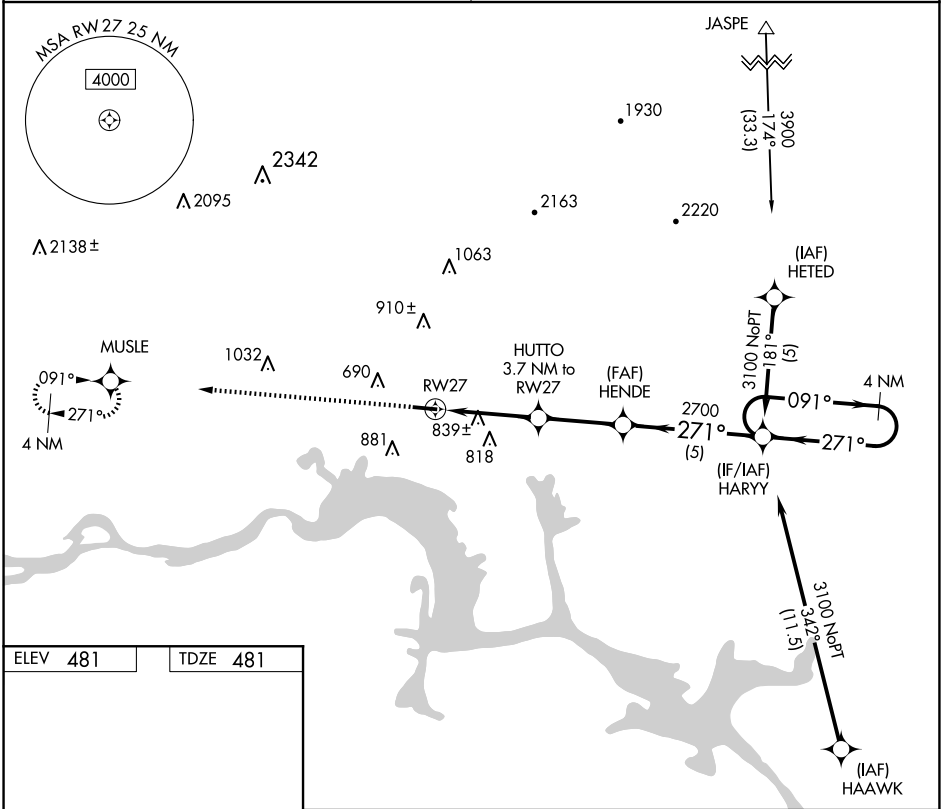 MSA RW27 25 NM
4000
JASPE
3900
174°
(33.3)
1930
2342
2095
2163
2220
2138±
1063
(IAF)
HETED
910±
3100 NoPT
181°
(5)
MUSLE
1032
690
HUTTO
3.7 NM to
RW27
(FAF)
HENDE
4 NM
091°
271°
4 NM
RW27
2700
271°
(5)
091°
271°
839±
818
881
(IF/IAF)
HARYY
3100 NoPT
342°
(11.5)
ELEV 481
TDZE 481
(IAF)
HAAWK